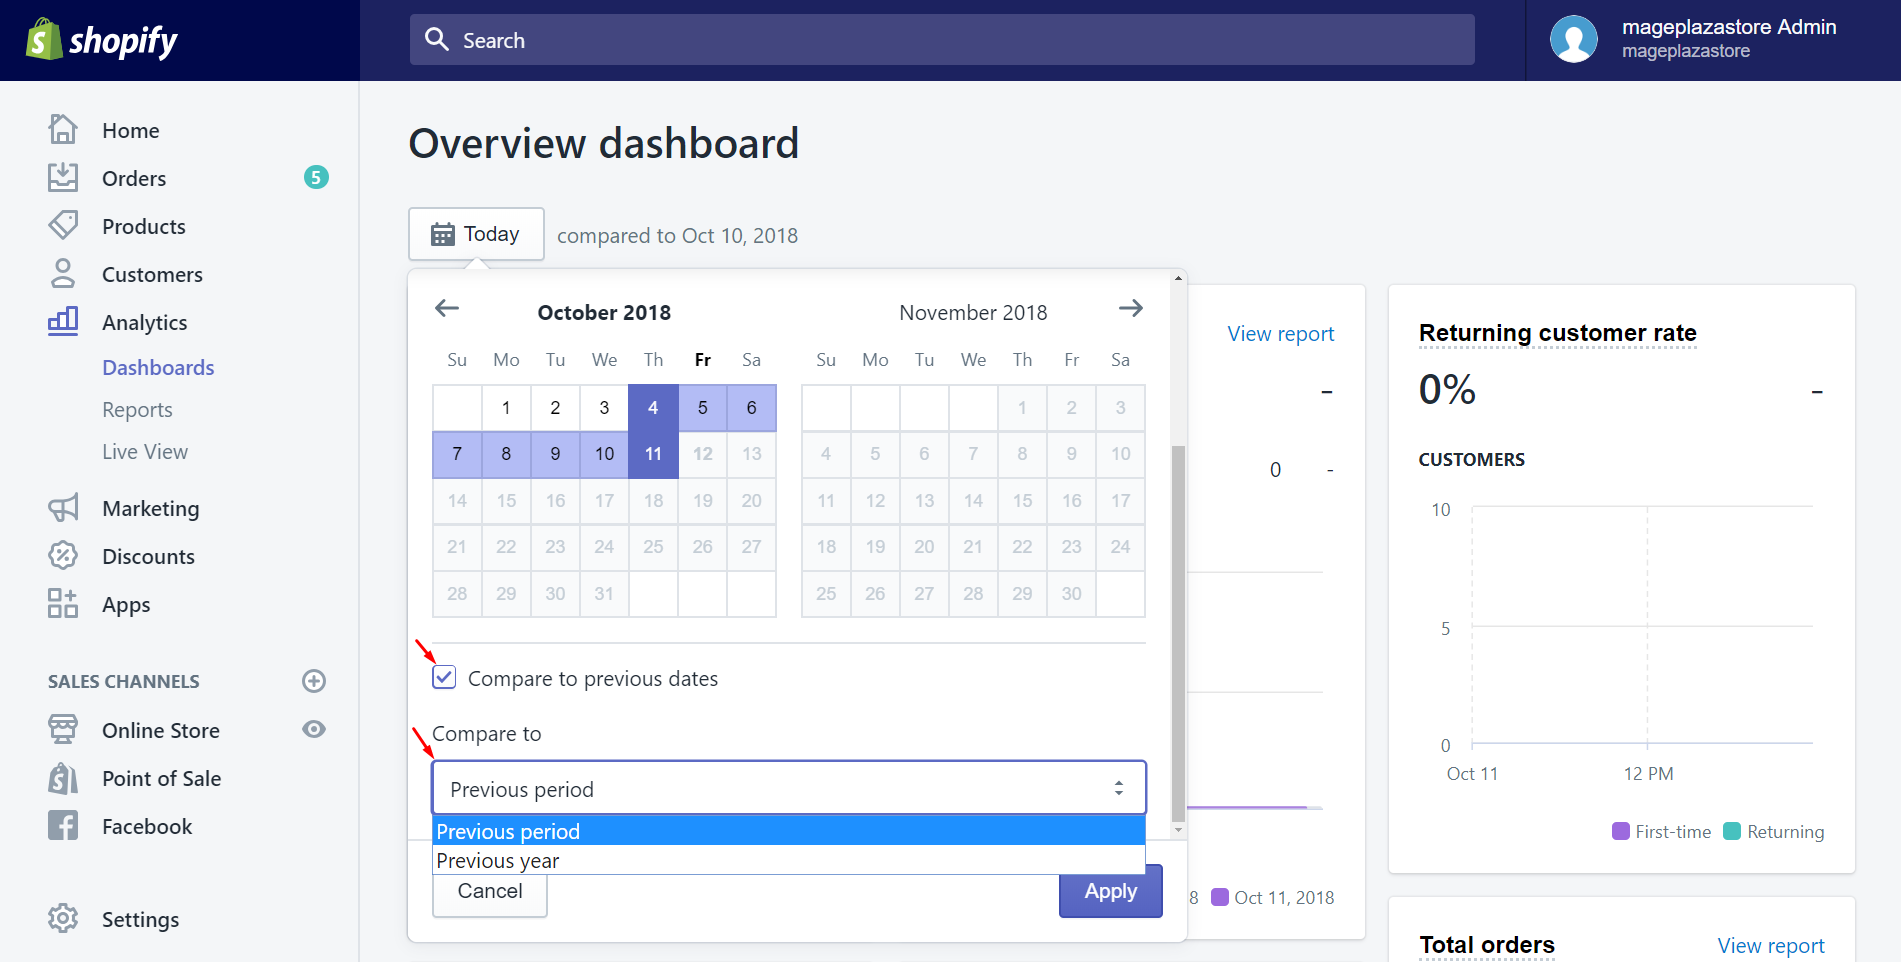 shopify
Search
mageplazastore Admin
mageplazastore
Home
Orders 5
Products
Customers
Analytics
Dashboards
Reports
Live View
Marketing
Discounts
Apps
SALES CHANNELS
Online Store
Point of Sale
Facebook
Settings
Overview dashboard
Today compared to Oct 10, 2018
October 2018
Su Mo Tu We Th Fr Sa
1 2 3 4 5 6
7 8 9 10 11 12 13
14 15 16 17 18 19 20
21 22 23 24 25 26 27
28 29 30 31
November 2018
Su Mo Tu We Th Fr Sa
1 2 3
4 5 6 7 8 9 10
11 12 13 14 15 16 17
18 19 20 21 22 23 24
25 26 27 28 29 30
Compare to previous dates
Compare to
Previous period
Previous period
Previous year
Cancel
Apply
View report
-
0 -
8 Oct 11, 2018
Returning customer rate
0% -
CUSTOMERS
10
5
0
Oct 11 12 PM
First-time Returning
Total orders View report